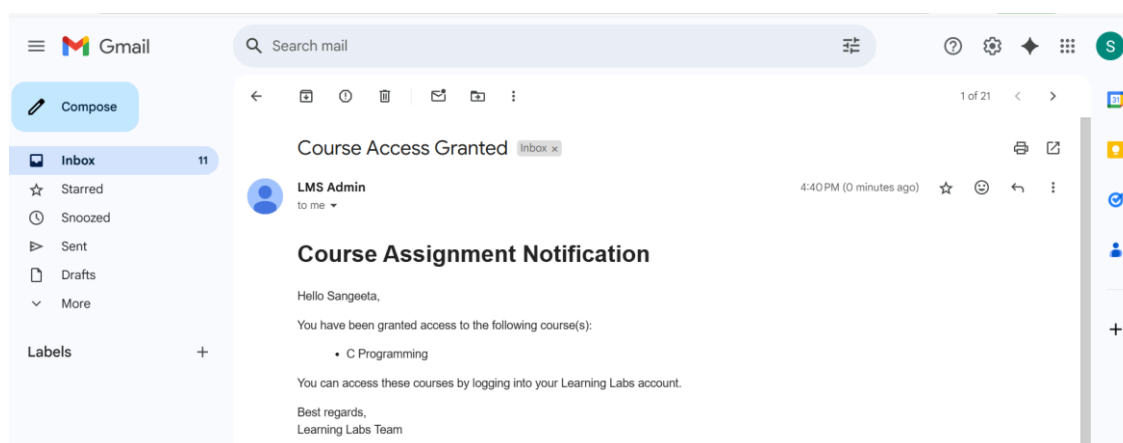 Gmail
Search mail
S
Compose
1 of 21
31
Course Access Granted Inbox x
Inbox 11
LMS Admin
4:40 PM (0 minutes ago)
to me
Starred
Snoozed
Sent
Drafts
More
Labels
Course Assignment Notification
Hello Sangeeta,
You have been granted access to the following course(s):
• C Programming
You can access these courses by logging into your Learning Labs account.
Best regards,
Learning Labs Team